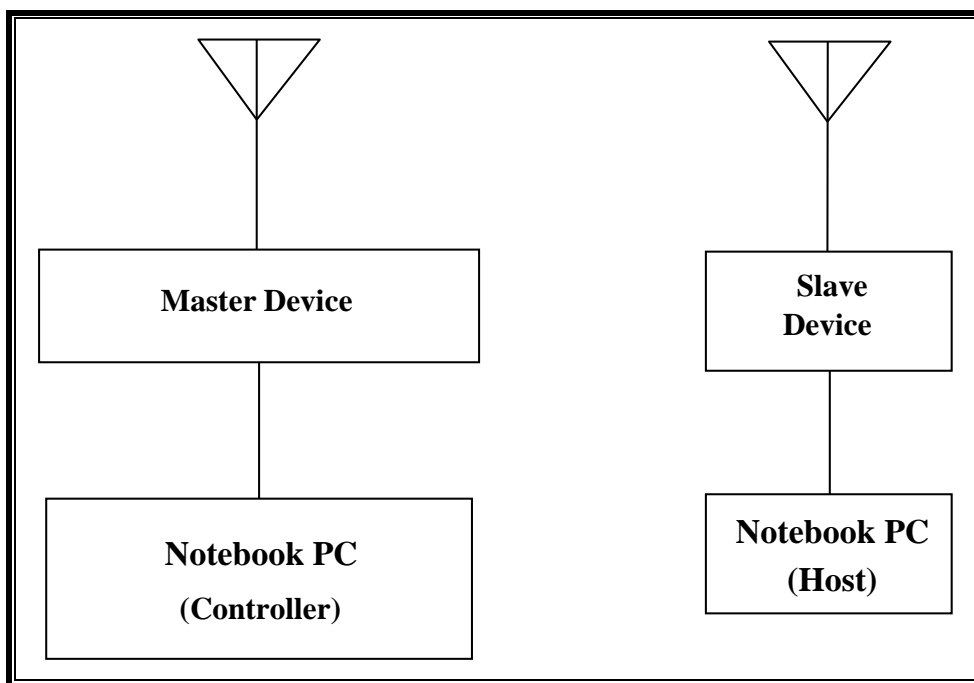 Master Device
Slave
Device
Notebook PC
(Controller)
Notebook PC
(Host)